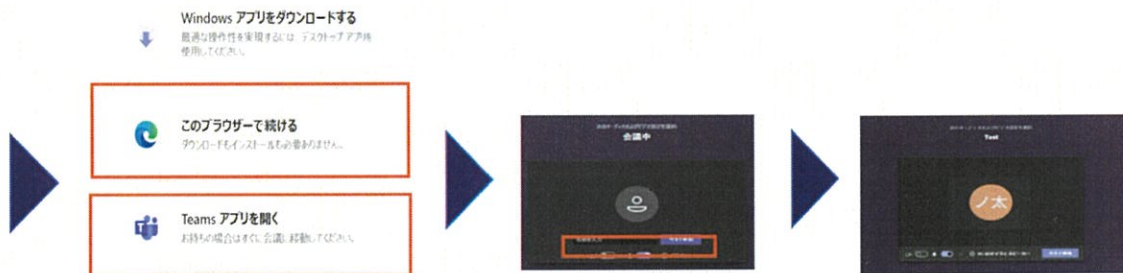 Windows アプリをダウンロードする
最適な操作性を実現するには、デスクトップ アプリを
使用してください。
このブラウザーで続ける
ダウンロードもインストールも必要ありません。
Teams アプリを開く
お持ちの場合はすぐに会議に移動してください。
会議中
Test
ノ太